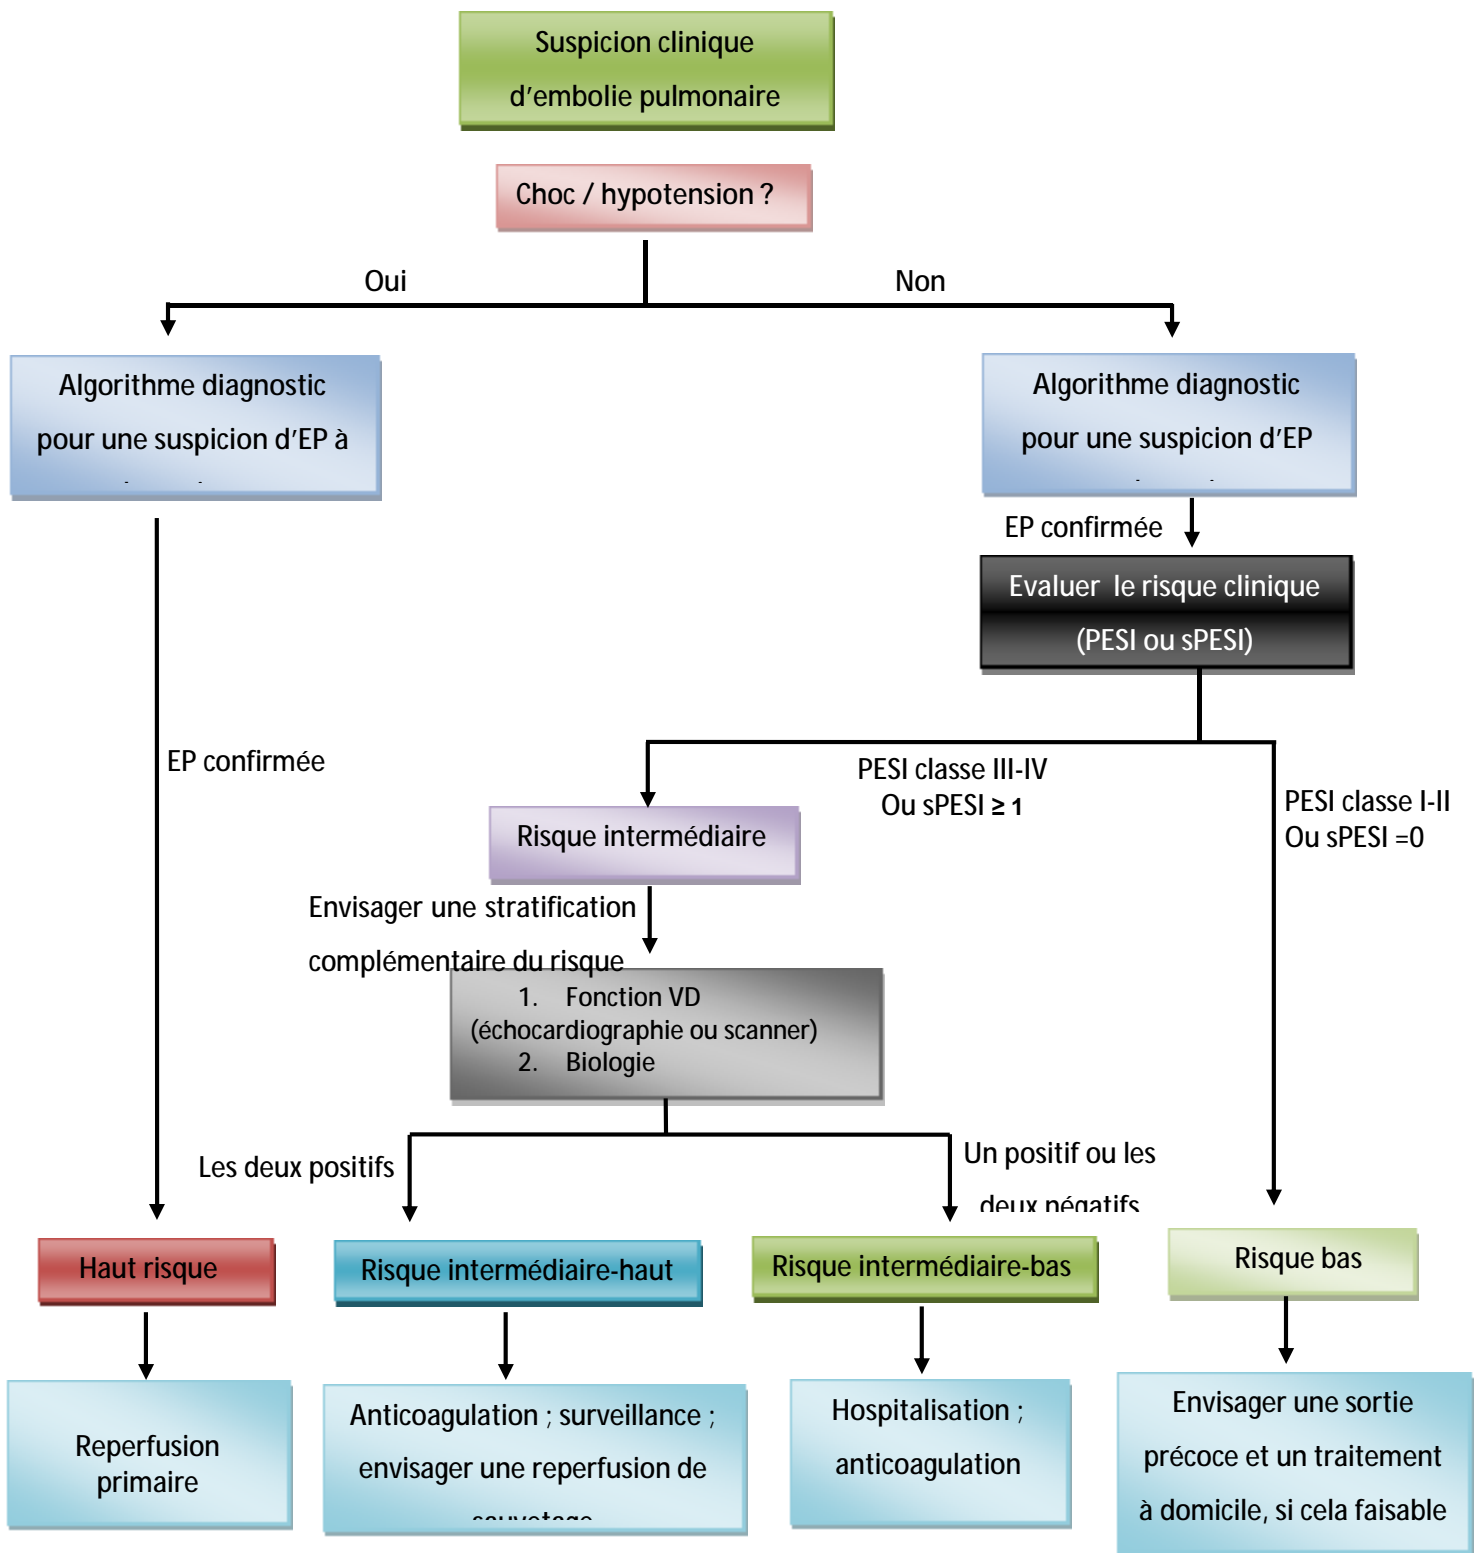 Suspicion clinique
d'embolie pulmonaire
Choc / hypotension ?
Oui
Non
Algorithme diagnostic
pour une suspicion d'EP à
Algorithme diagnostic
pour une suspicion d'EP
EP confirmée
Evaluer le risque clinique
(PESI ou sPESI)
EP confirmée
PESI classe III-IV
Ou sPESI ≥ 1
PESI classe I-II
Ou sPESI =0
Risque intermédiaire
Envisager une stratification
complémentaire du risque
1. Fonction VD
(échocardiographie ou scanner)
2. Biologie
Les deux positifs
Un positif ou les
deux négatifs
Haut risque
Risque intermédiaire-haut
Risque intermédiaire-bas
Risque bas
Reperfusion
primaire
Anticoagulation ; surveillance ;
envisager une reperfusion de
sauvetage
Hospitalisation ;
anticoagulation
Envisager une sortie
précoce et un traitement
à domicile, si cela faisable